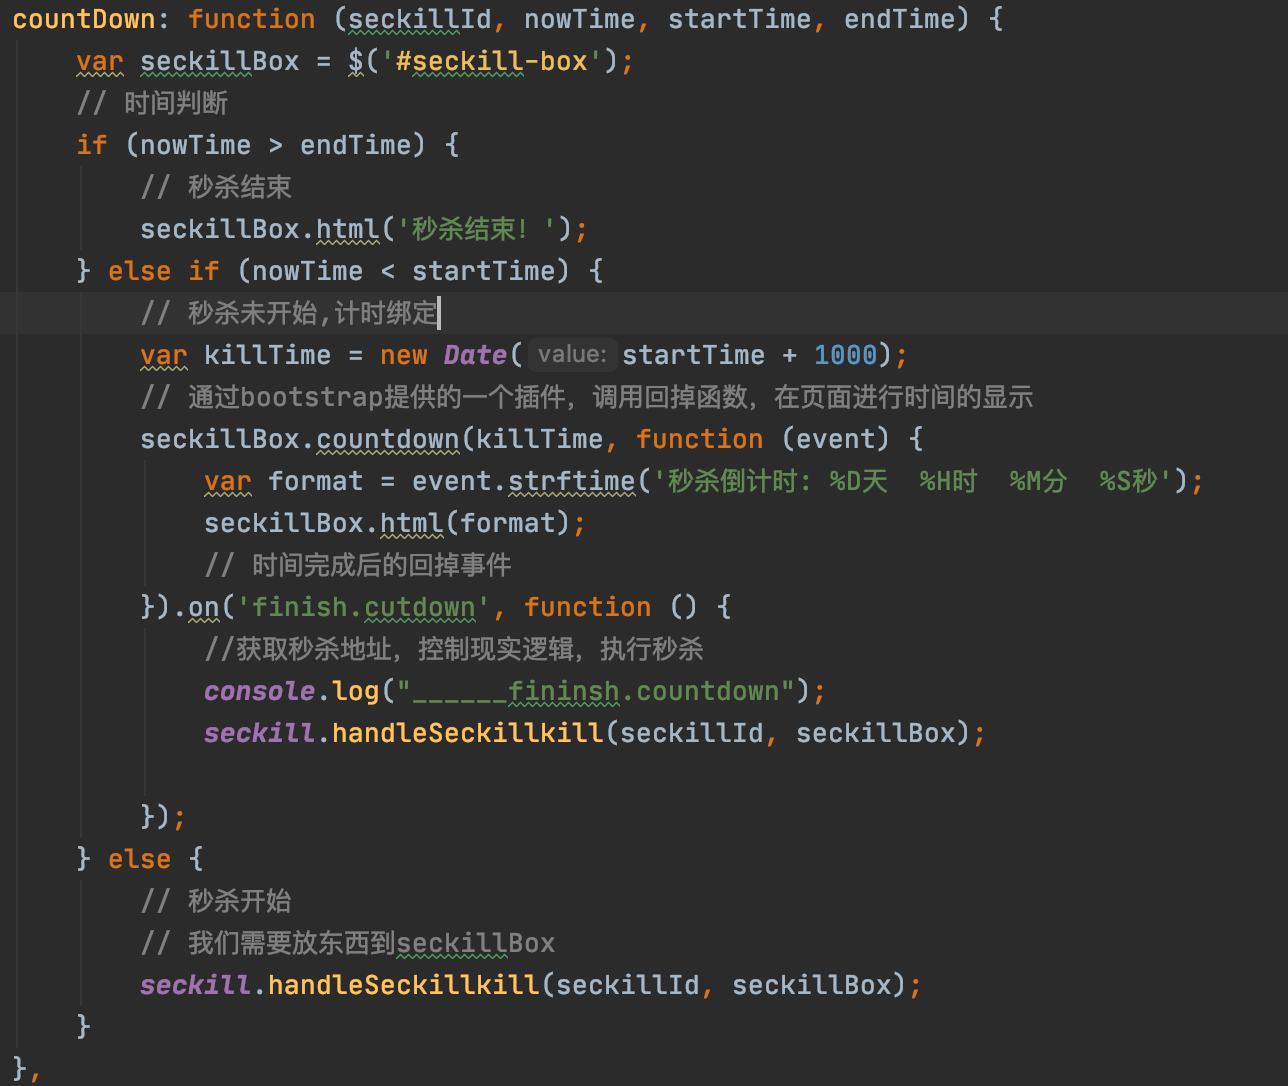 countDown: function (seckillId, nowTime, startTime, endTime) {
    var seckillBox = $('#seckill-box');
    // 时间判断
    if (nowTime > endTime) {
        // 秒杀结束
        seckillBox.html('秒杀结束！');
    } else if (nowTime < startTime) {
        // 秒杀未开始,计时绑定
        var killTime = new Date( value: startTime + 1000);
        // 通过bootstrap提供的一个插件，调用回掉函数，在页面进行时间的显示
        seckillBox.countdown(killTime, function (event) {
            var format = event.strftime('秒杀倒计时: %D天  %H时  %M分  %S秒');
            seckillBox.html(format);
            // 时间完成后的回掉事件
        }).on('finish.cutdown', function () {
            //获取秒杀地址，控制现实逻辑，执行秒杀
            console.log("______fininsh.countdown");
            seckill.handleSeckillkill(seckillId, seckillBox);

        });
    } else {
        // 秒杀开始
        // 我们需要放东西到seckillBox
        seckill.handleSeckillkill(seckillId, seckillBox);
    }
},